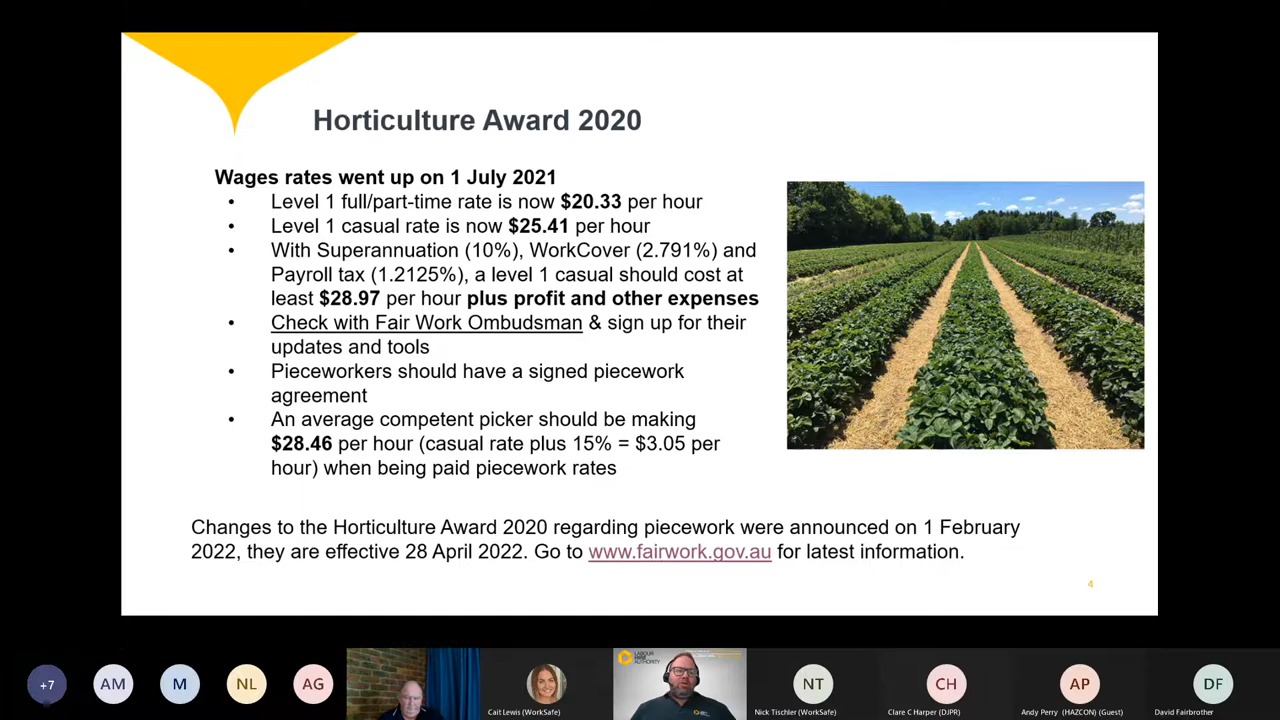 Horticulture Award 2020
Wages rates went up on 1 July 2021
• Level 1 full/part-time rate is now $20.33 per hour
• Level 1 casual rate is now $25.41 per hour
• With Superannuation (10%), WorkCover (2.791%) and
Payroll tax (1.2125%), a level 1 casual should cost at
least $28.97 per hour plus profit and other expenses
• Check with Fair Work Ombudsman & sign up for their
updates and tools
• Pieceworkers should have a signed piecework
agreement
• An average competent picker should be making
$28.46 per hour (casual rate plus 15% = $3.05 per
hour) when being paid piecework rates
Changes to the Horticulture Award 2020 regarding piecework were announced on 1 February
2022, they are effective 28 April 2022. Go to www.fairwork.gov.au for latest information.
4
LABOUR
HIRE
AUTHORITY
+7
AM
M
NL
AG
NT
CH
AP
DF
Cait Lewis (WorkSafe)
Nick Tischler (WorkSafe)
Clare C Harper (DJPR)
Andy Perry (HAZCON) (Guest)
David Fairbrother